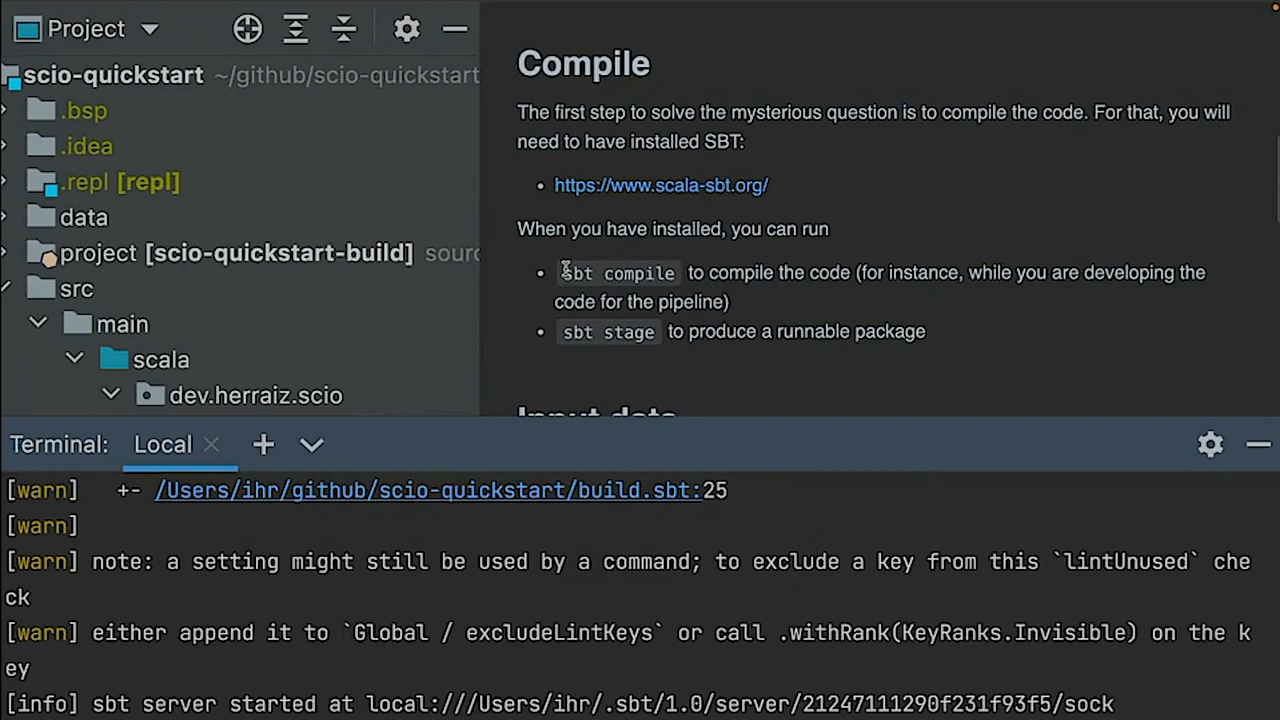 Project
scio-quickstart ~/github/scio-quickstart
.bsp
.idea
.repl [repl]
data
project [scio-quickstart-build] sourc
src
main
scala
dev.herraiz.scio
Compile
The first step to solve the mysterious question is to compile the code. For that, you will
need to have installed SBT:
• https://www.scala-sbt.org/
When you have installed, you can run
• sbt compile to compile the code (for instance, while you are developing the
code for the pipeline)
• sbt stage to produce a runnable package
Input data
Terminal: Local
[warn] +- /Users/ihr/github/scio-quickstart/build.sbt:25
[warn]
[warn] note: a setting might still be used by a command; to exclude a key from this `lintUnused` che
ck
[warn] either append it to `Global / excludeLintKeys` or call .withRank(KeyRanks.Invisible) on the k
ey
[info] sbt server started at local:///Users/ihr/.sbt/1.0/server/21247111290f231f93f5/sock